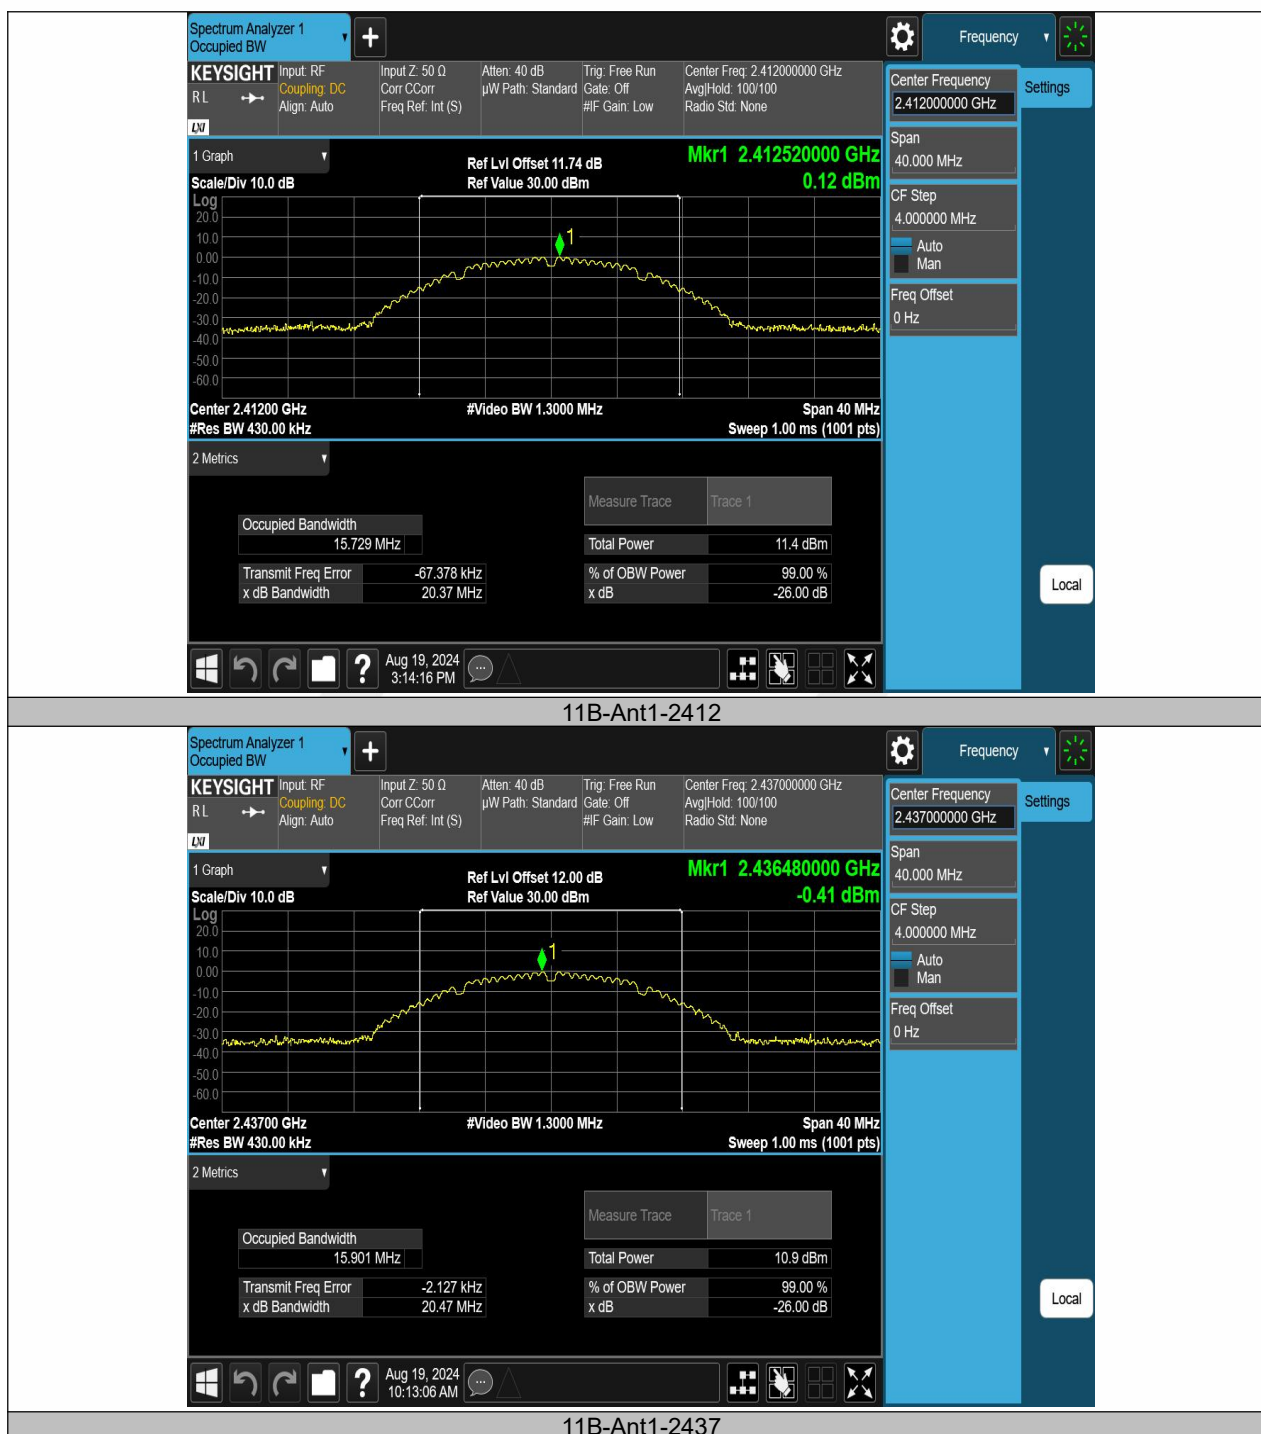 Spectrum Analyzer 1
Occupied BW
+
Frequency
KEYSIGHT
R L
LXI
Input: RF
Coupling: DC
Align: Auto
Input Z: 50 Ω
Corr CCorr
Freq Ref: Int (S)
Atten: 40 dB
µW Path: Standard
Trig: Free Run
Gate: Off
#IF Gain: Low
Center Freq: 2.412000000 GHz
Avg|Hold: 100/100
Radio Std: None
Center Frequency
2.412000000 GHz
Settings
Span
40.000 MHz
CF Step
4.000000 MHz
Auto
Man
Freq Offset
0 Hz
Local
1 Graph
Scale/Div 10.0 dB
Ref Lvl Offset 11.74 dB
Ref Value 30.00 dBm
Mkr1 2.412520000 GHz
0.12 dBm
Log
20.0
10.0
0.00
-10.0
-20.0
-30.0
-40.0
-50.0
-60.0
1
Center 2.41200 GHz
#Res BW 430.00 kHz
#Video BW 1.3000 MHz
Span 40 MHz
Sweep 1.00 ms (1001 pts)
2 Metrics
Measure Trace Trace 1
Occupied Bandwidth
15.729 MHz
Total Power 11.4 dBm
Transmit Freq Error -67.378 kHz
% of OBW Power 99.00 %
x dB Bandwidth 20.37 MHz
x dB -26.00 dB
?
Aug 19, 2024
3:14:16 PM
11B-Ant1-2412
Spectrum Analyzer 1
Occupied BW
+
Frequency
KEYSIGHT
R L
LXI
Input: RF
Coupling: DC
Align: Auto
Input Z: 50 Ω
Corr CCorr
Freq Ref: Int (S)
Atten: 40 dB
µW Path: Standard
Trig: Free Run
Gate: Off
#IF Gain: Low
Center Freq: 2.437000000 GHz
Avg|Hold: 100/100
Radio Std: None
Center Frequency
2.437000000 GHz
Settings
Span
40.000 MHz
CF Step
4.000000 MHz
Auto
Man
Freq Offset
0 Hz
Local
1 Graph
Scale/Div 10.0 dB
Ref Lvl Offset 12.00 dB
Ref Value 30.00 dBm
Mkr1 2.436480000 GHz
-0.41 dBm
Log
20.0
10.0
0.00
-10.0
-20.0
-30.0
-40.0
-50.0
-60.0
1
Center 2.43700 GHz
#Res BW 430.00 kHz
#Video BW 1.3000 MHz
Span 40 MHz
Sweep 1.00 ms (1001 pts)
2 Metrics
Measure Trace Trace 1
Occupied Bandwidth
15.901 MHz
Total Power 10.9 dBm
Transmit Freq Error -2.127 kHz
% of OBW Power 99.00 %
x dB Bandwidth 20.47 MHz
x dB -26.00 dB
?
Aug 19, 2024
10:13:06 AM
11B-Ant1-2437